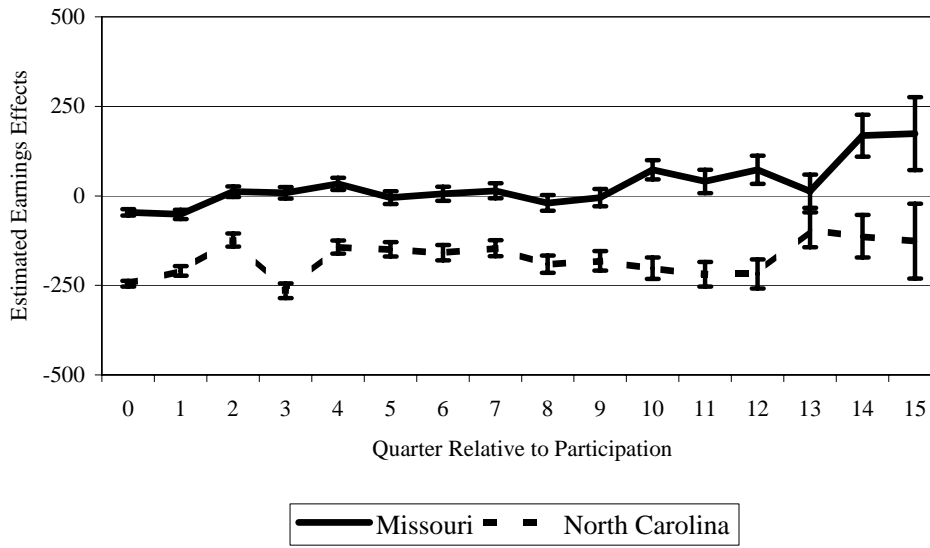 500
250
0
-250
-500
Estimated Earnings Effects
0 1 2 3 4 5 6 7 8 9 10 11 12 13 14 15
Quarter Relative to Participation
Missouri North Carolina